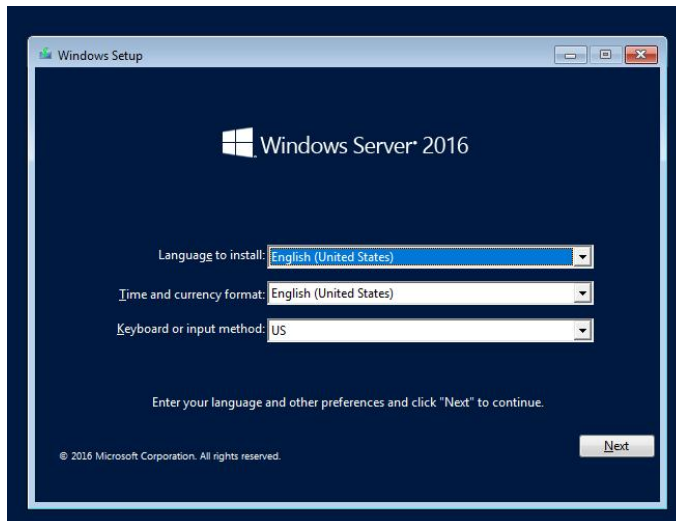 Windows Setup
Windows Server® 2016
Language to install: English (United States)
Time and currency format: English (United States)
Keyboard or input method: US
Enter your language and other preferences and click "Next" to continue.
© 2016 Microsoft Corporation. All rights reserved.
Next